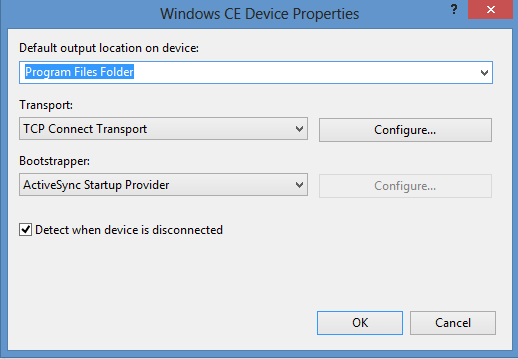 Windows CE Device Properties
?
Default output location on device:
Program Files Folder
Transport:
TCP Connect Transport
Configure...
Bootstrapper:
ActiveSync Startup Provider
Configure...
Detect when device is disconnected
OK
Cancel